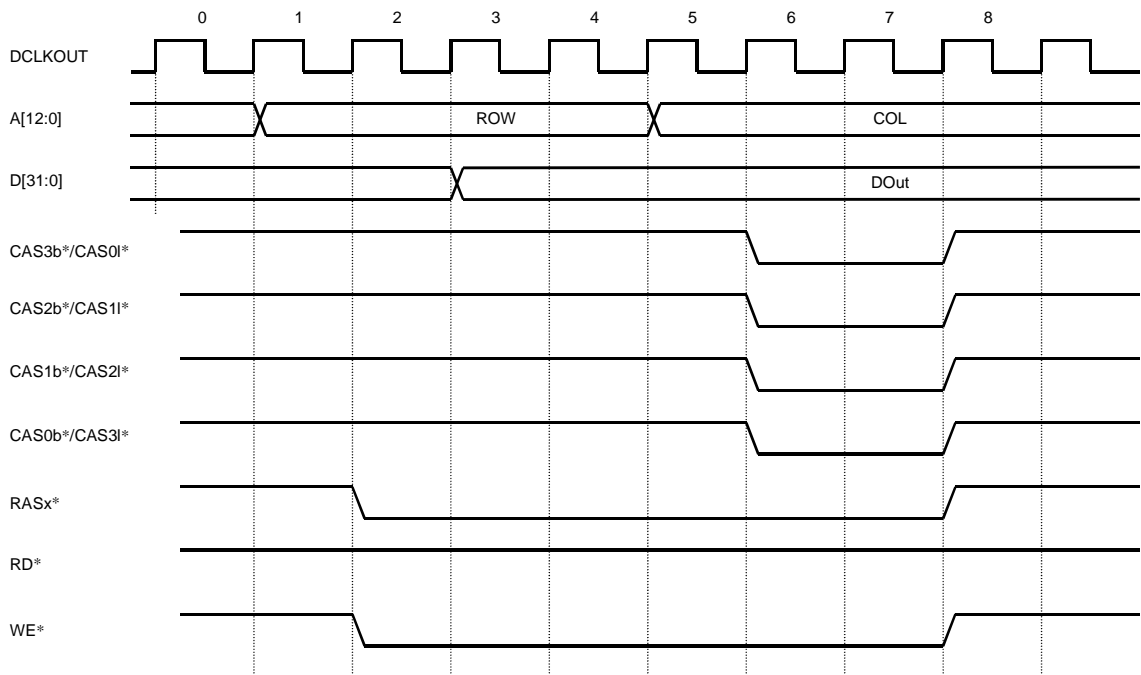 0 1 2 3 4 5 6 7 8
DCLKOUT
A[12:0] ROW COL
D[31:0] DOut
CAS3b*/CAS0l*
CAS2b*/CAS1l*
CAS1b*/CAS2l*
CAS0b*/CAS3l*
RASx*
RD*
WE*